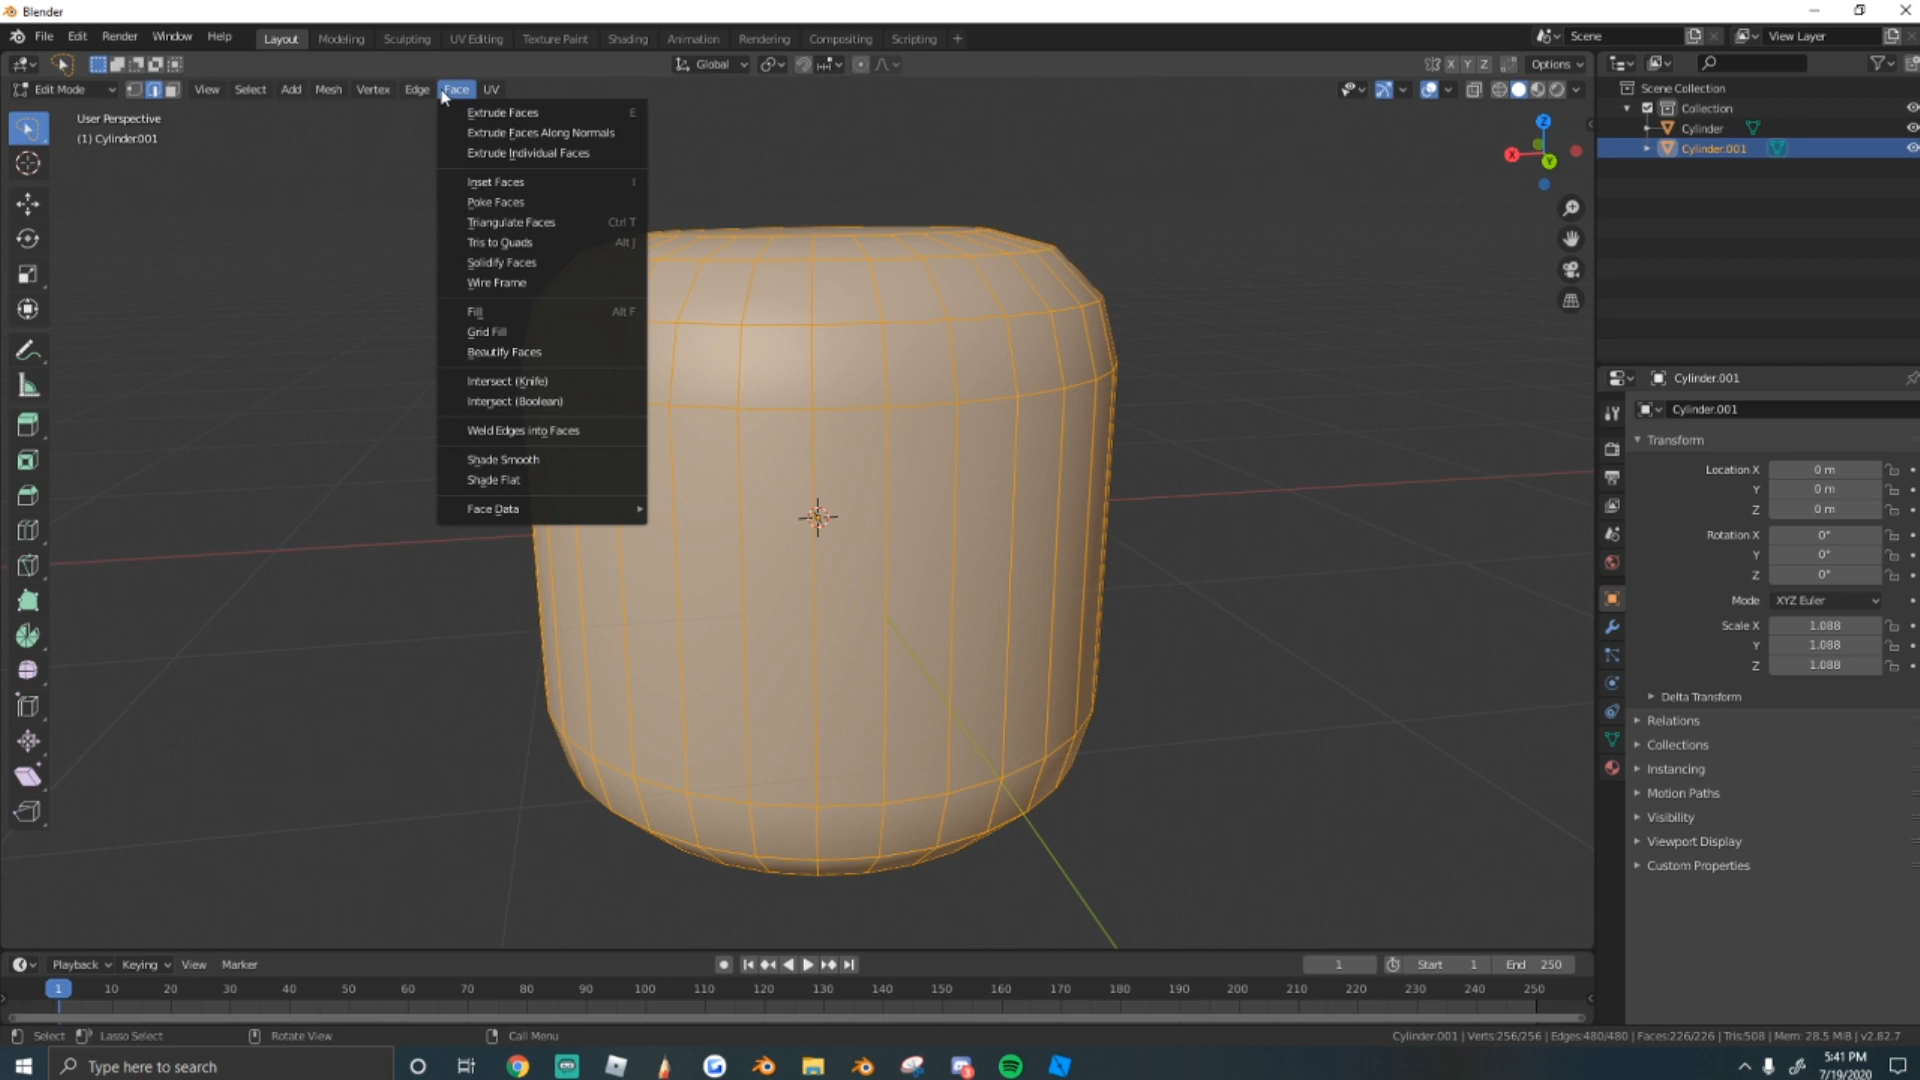 Blender
File Edit Render Window Help Layout Modeling Sculpting UV Editing Texture Paint Shading Animation Rendering Compositing Scripting + Scene View Layer
Global X Y Z Options
Edit Mode View Select Add Mesh Vertex Edge Face UV
User Perspective
(1) Cylinder.001
Extrude Faces E
Extrude Faces Along Normals
Extrude Individual Faces
Inset Faces I
Poke Faces
Triangulate Faces Ctrl T
Tris to Quads Alt J
Solidify Faces
Wire Frame
Fill Alt F
Grid Fill
Beautify Faces
Intersect (Knife)
Intersect (Boolean)
Weld Edges into Faces
Shade Smooth
Shade Flat
Face Data
Z
X
Y
Scene Collection
Collection
Cylinder
Cylinder.001
Cylinder.001
Cylinder.001
Transform
Location X 0 m
Y 0 m
Z 0 m
Rotation X 0°
Y 0°
Z 0°
Mode XYZ Euler
Scale X 1.088
Y 1.088
Z 1.088
Delta Transform
Relations
Collections
Instancing
Motion Paths
Visibility
Viewport Display
Custom Properties
Playback Keying View Marker 1 Start 1 End 250
1 10 20 30 40 50 60 70 80 90 100 110 120 130 140 150 160 170 180 190 200 210 220 230 240 250
Select Lasso Select Rotate View Call Menu Cylinder.001 | Verts:256/256 | Edges:480/480 | Faces:226/226 | Tris:508 | Mem: 28.5 MiB | v2.82.7
Type here to search
5:41 PM
7/19/2020